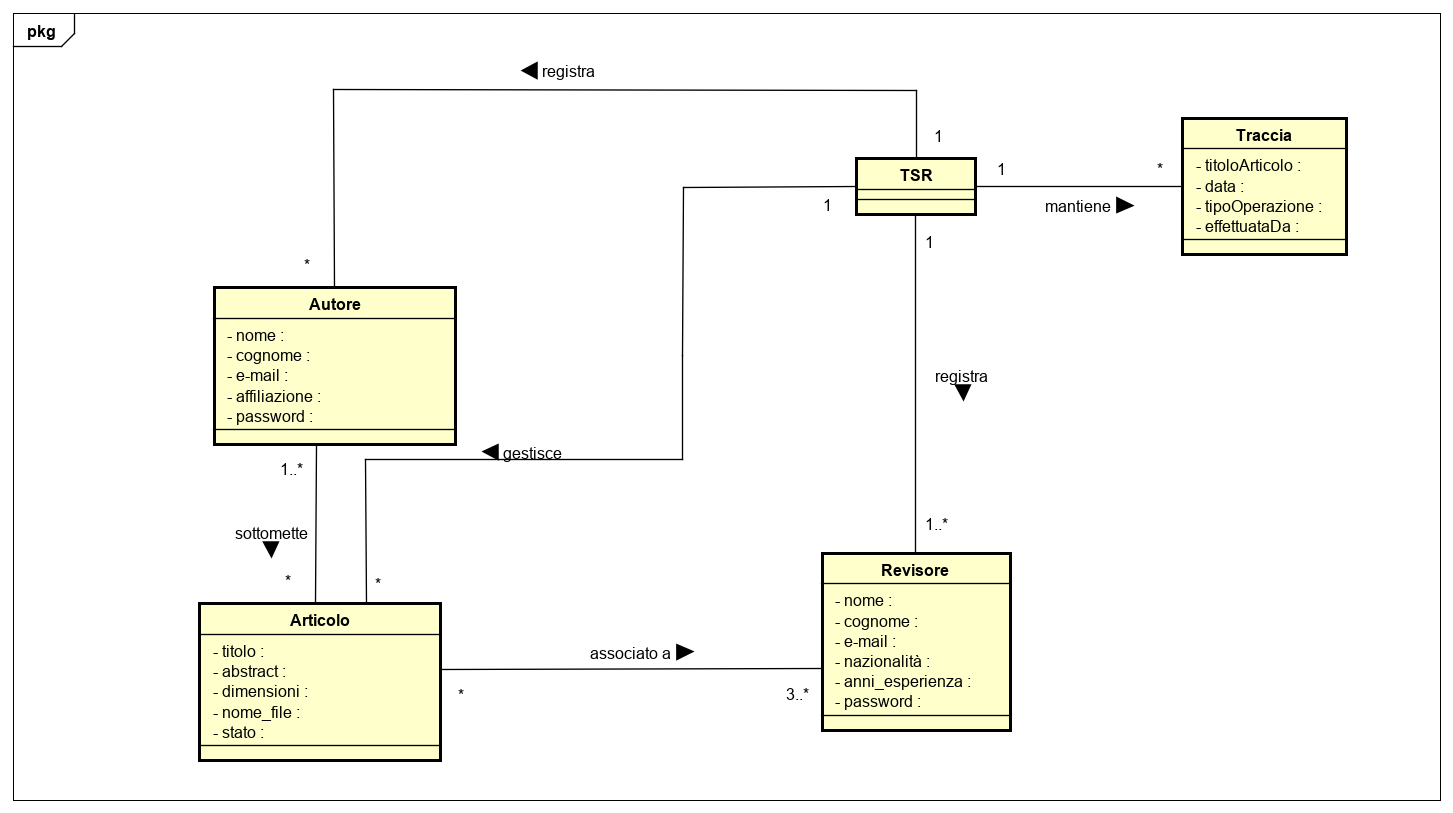 pkg
registra
1
*
TSR
1
1
*
mantiene
1
Traccia
- titoloArticolo :
- data :
- tipoOperazione :
- effettuataDa :
Autore
- nome :
- cognome :
- e-mail :
- affiliazione :
- password :
registra
gestisce
1..*
sottomette
*
*
1..*
Articolo
- titolo :
- abstract :
- dimensioni :
- nome_file :
- stato :
associato a
*
3..*
Revisore
- nome :
- cognome :
- e-mail :
- nazionalità :
- anni_esperienza :
- password :